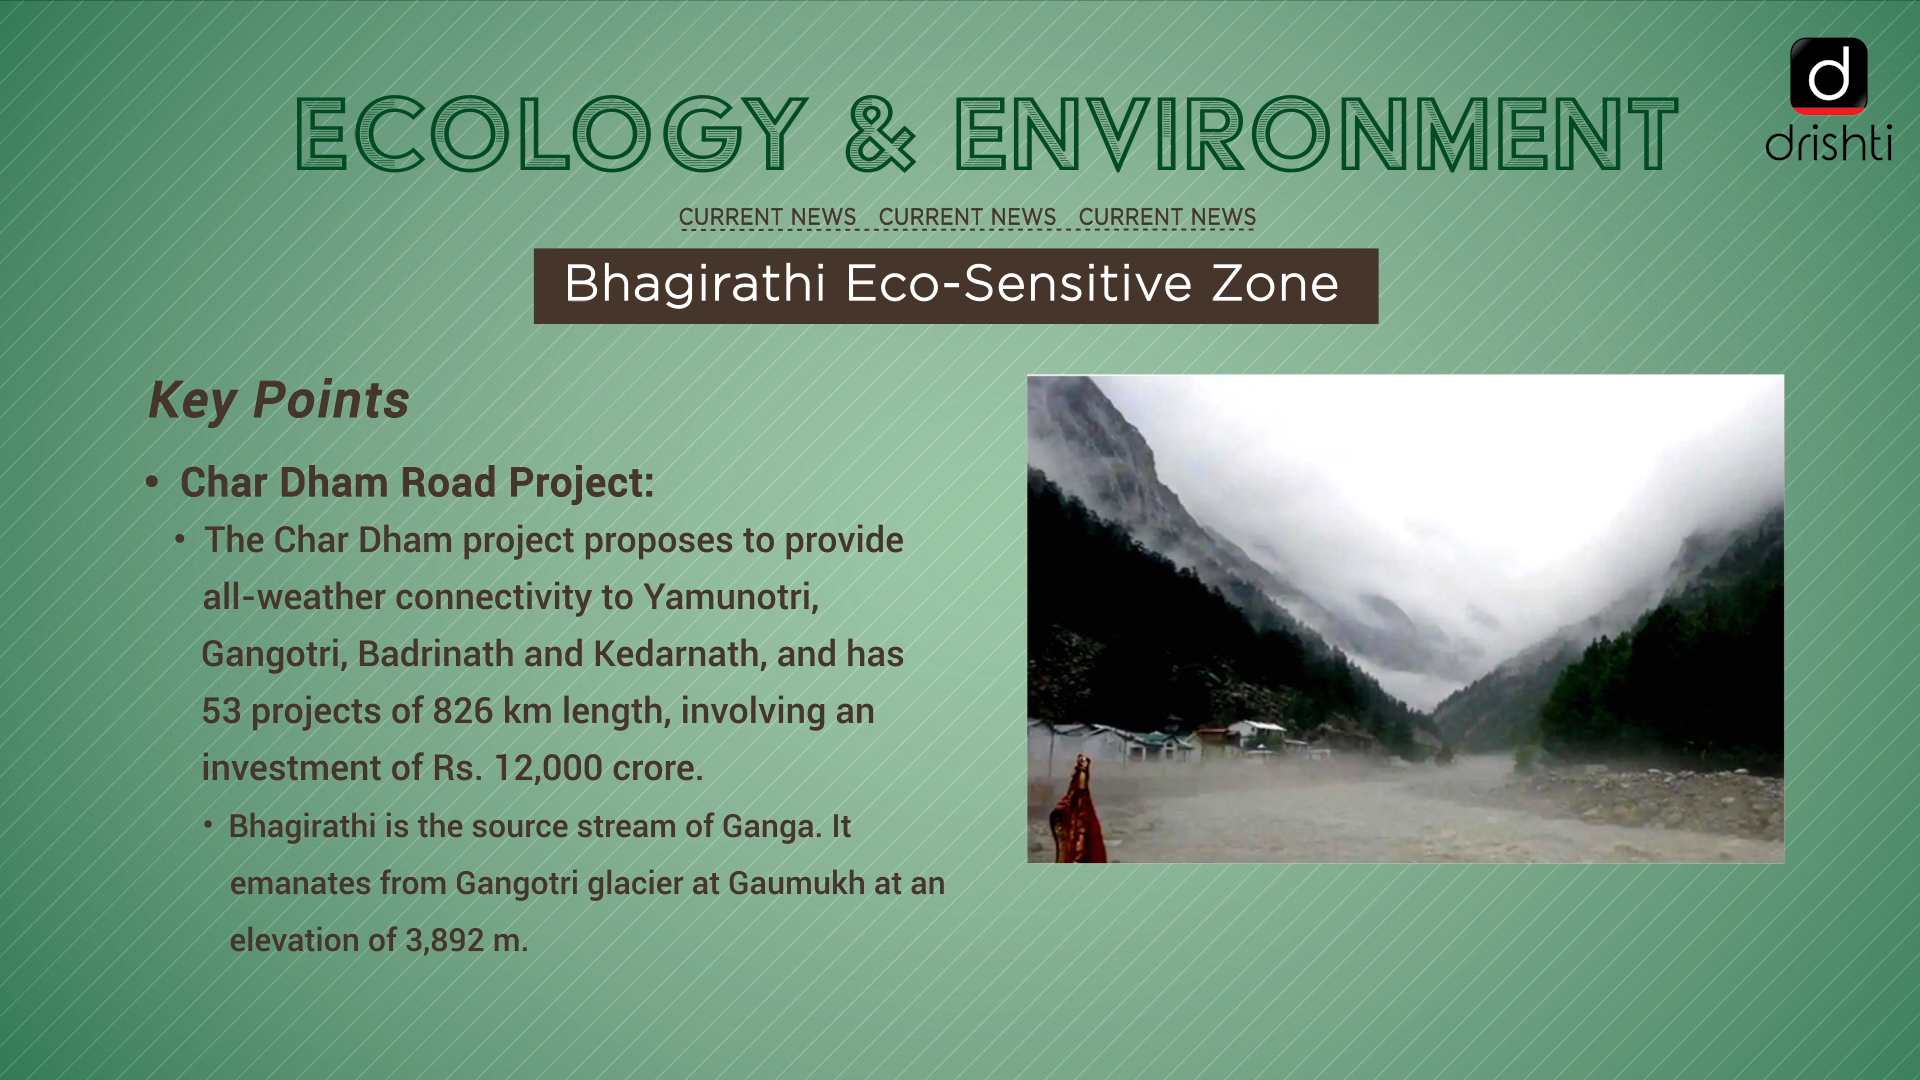 d
drishti
ECOLOGY & ENVIRONMENT
CURRENT NEWS CURRENT NEWS CURRENT NEWS
Bhagirathi Eco-Sensitive Zone
Key Points
• Char Dham Road Project:
• The Char Dham project proposes to provide
all-weather connectivity to Yamunotri,
Gangotri, Badrinath and Kedarnath, and has
53 projects of 826 km length, involving an
investment of Rs. 12,000 crore.
• Bhagirathi is the source stream of Ganga. It
emanates from Gangotri glacier at Gaumukh at an
elevation of 3,892 m.